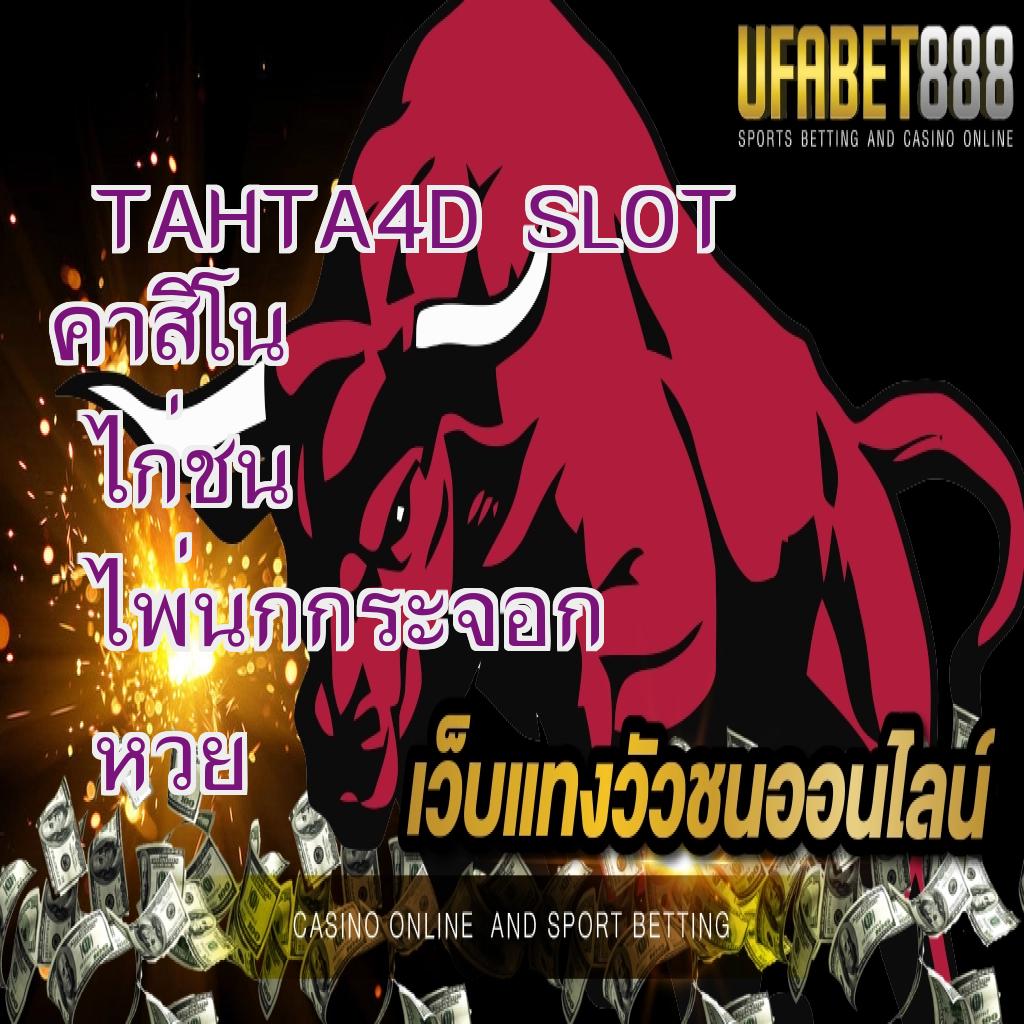 UFABET888
SPORTS BETTING AND CASINO ONLINE
TAHTA4D SLOT
คาสิโน
ไก่ชน
ไพ่นกกระจอก
หวย
เว็บแทงวัวชนออนไลน์
CASINO ONLINE AND SPORT BETTING